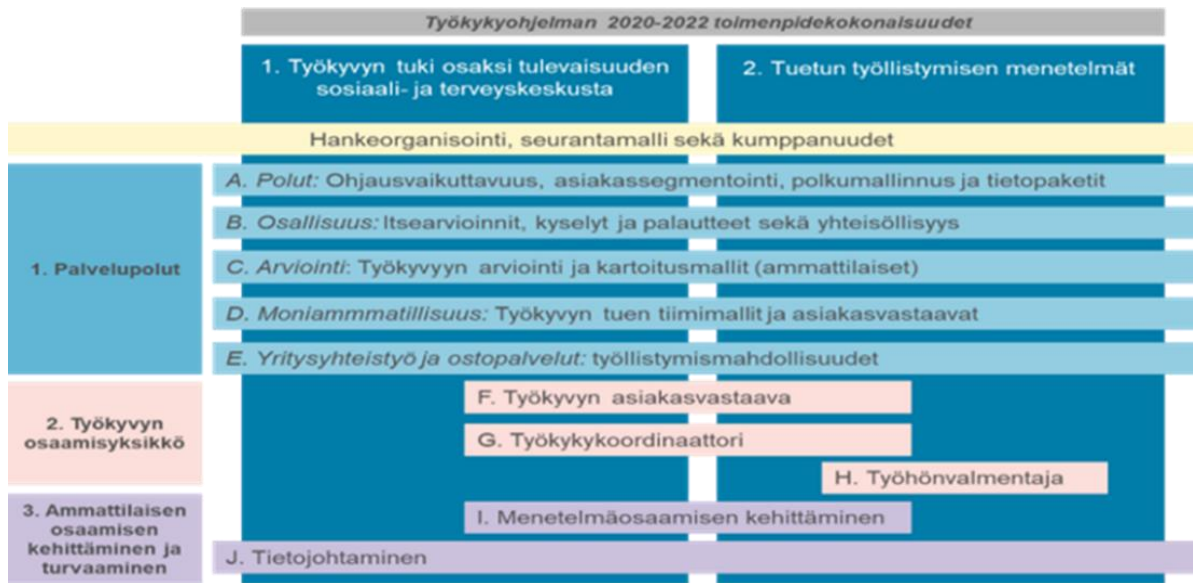 Työkykyohjelman 2020-2022 toimenpidekokonaisuudet
1. Työkyvyn tuki osaksi tulevaisuuden
sosiaali- ja terveyskeskusta
2. Tuetun työllistymisen menetelmät
Hankeorganisointi, seurantamalli sekä kumppanuudet
1. Palvelupolut
A. Polut: Ohjausvaikuttavuus, asiakassegmentointi, polkumallinnus ja tietopaketit
B. Osallisuus: Itsearvioinnit, kyselyt ja palautteet sekä yhteisöllisyys
C. Arviointi: Työkyvyyn arviointi ja kartoitusmallit (ammattilaiset)
D. Moniammmatillisuus: Työkyvyn tuen tiimimallit ja asiakasvastaavat
E. Yritysyhteistyö ja ostopalvelut: työllistymismahdollisuudet
2. Työkyvyn
osaamisyksikkö
F. Työkyvyn asiakasvastaava
G. Työkykykoordinaattori
H. Työhönvalmentaja
3. Ammattilaisen
osaamisen
kehittäminen ja
turvaaminen
I. Menetelmäosaamisen kehittäminen
J. Tietojohtaminen